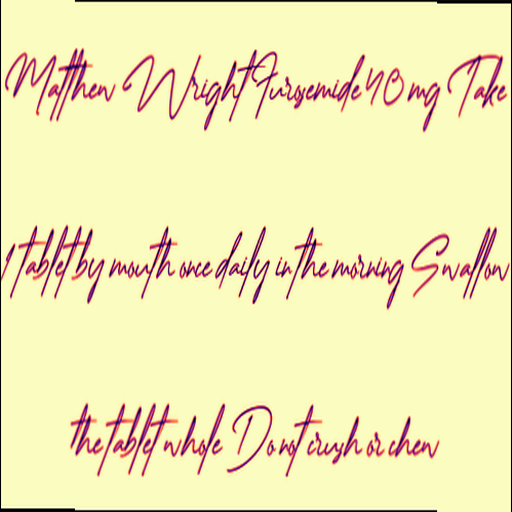 Matthew Wright Furosemide 40 mg Take
1 tablet by mouth once daily in the morning Swallow
the tablet whole Do not crush or chew